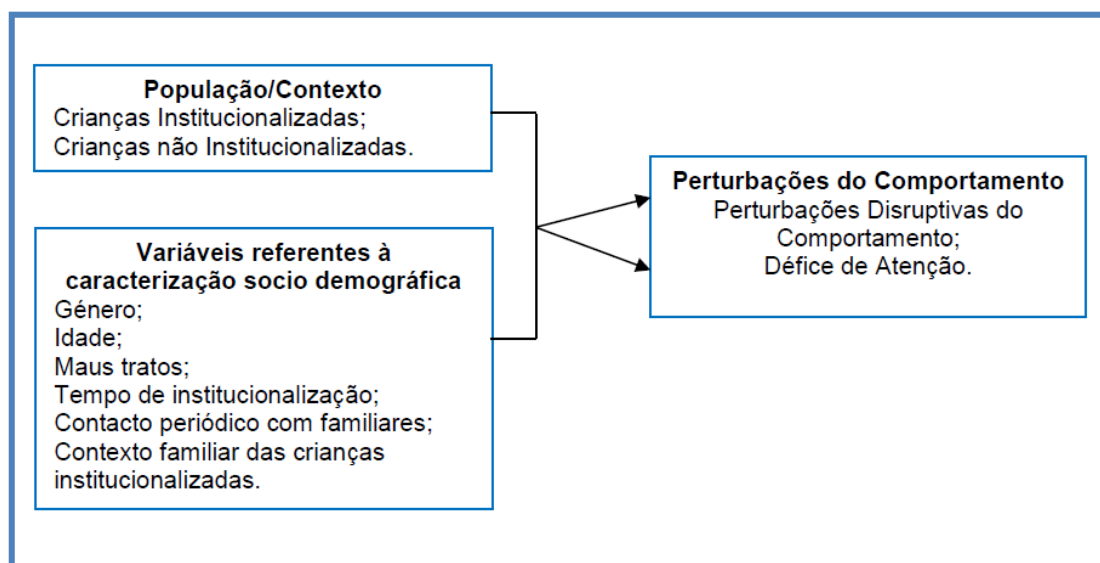 População/Contexto
Crianças Institucionalizadas;
Crianças não Institucionalizadas.
Variáveis referentes à
caracterização socio demográfica
Género;
Idade;
Maus tratos;
Tempo de institucionalização;
Contacto periódico com familiares;
Contexto familiar das crianças
institucionalizadas.
Perturbações do Comportamento
Perturbações Disruptivas do
Comportamento;
Défice de Atenção.